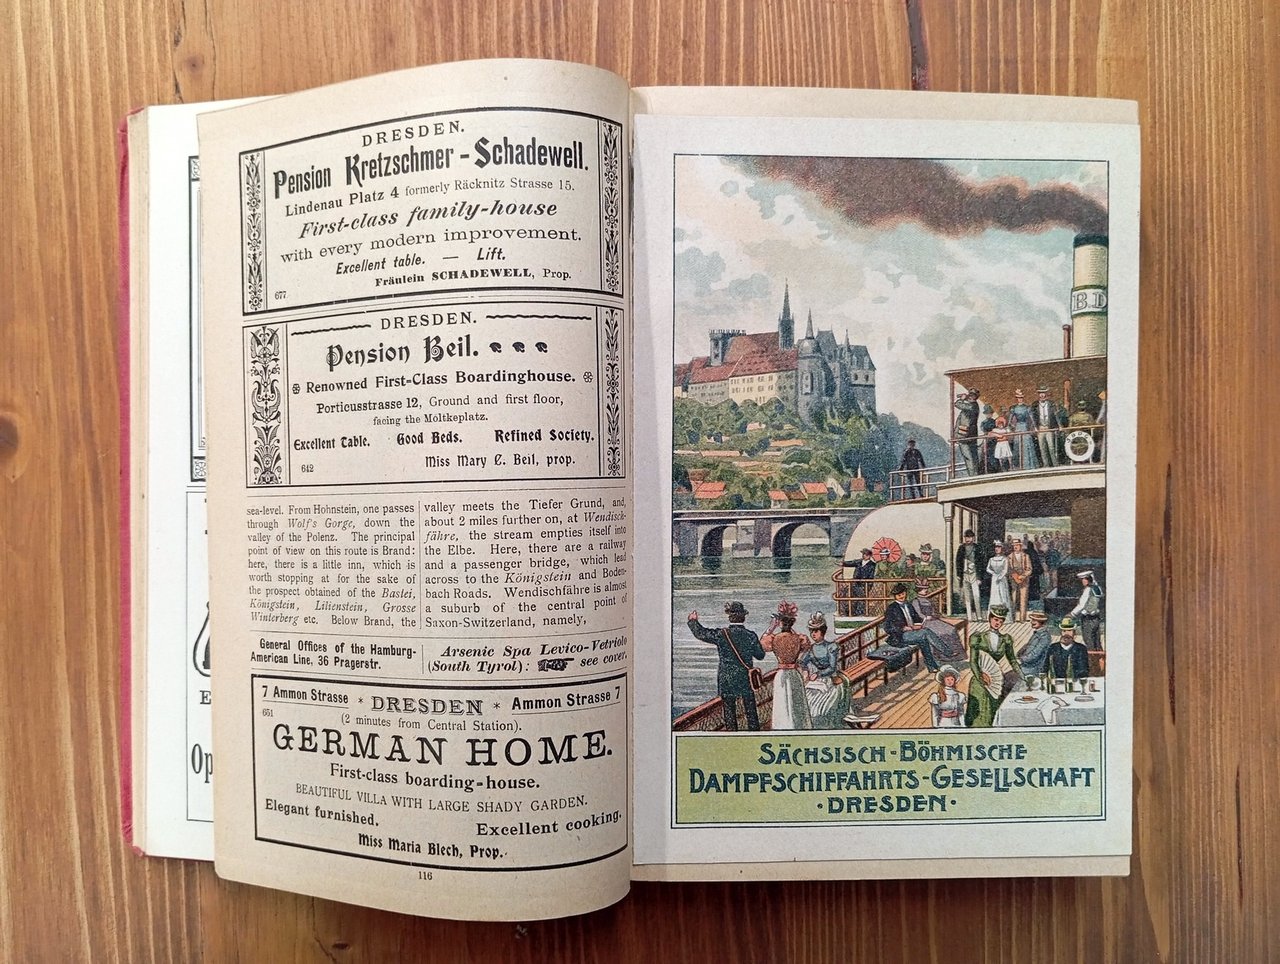 DRESDEN.
Pension Kretzschmer-Schadewell.
Lindenau Platz 4 formerly Räcknitz Strasse 15.
First-class family-house
with every modern improvement.
Excellent table. — Lift.
Fräulein SCHADEWELL, Prop.
677
DRESDEN.
Pension Beil.
Renowned First-Class Boardinghouse.
Porticusstrasse 12, Ground and first floor,
facing the Moltkeplatz.
Excellent Table. Good Beds. Refined Society.
642 Miss Mary C. Beil, prop.
sea-level. From Hohnstein, one passes
through Wolf's Gorge, down the
valley of the Polenz. The principal
point of view on this route is Brand:
here, there is a little inn, which is
worth stopping at for the sake of
the prospect obtained of the Bastei,
Königstein, Lilienstein, Grosse
Winterberg etc. Below Brand, the
valley meets the Tiefer Grund, and,
about 2 miles further on, at Wendisch-
fähre, the stream empties itself into
the Elbe. Here, there are a railway
and a passenger bridge, which lead
across to the Königstein and Boden-
bach Roads. Wendischfähre is almost
a suburb of the central point of
Saxon-Switzerland, namely,
General Offices of the Hamburg-
American Line, 36 Pragerstr.
Arsenic Spa Levico-Vetriolo
(South Tyrol): see cover.
7 Ammon Strasse * DRESDEN * Ammon Strasse 7
651 (2 minutes from Central Station).
GERMAN HOME.
First-class boarding-house.
BEAUTIFUL VILLA WITH LARGE SHADY GARDEN.
Elegant furnished. Excellent cooking.
Miss Maria Blech, Prop.
116
BD
SÄCHSISCH-BÖHMISCHE
DAMPFSCHIFFAHRTS-GESELLSCHAFT
·DRESDEN·